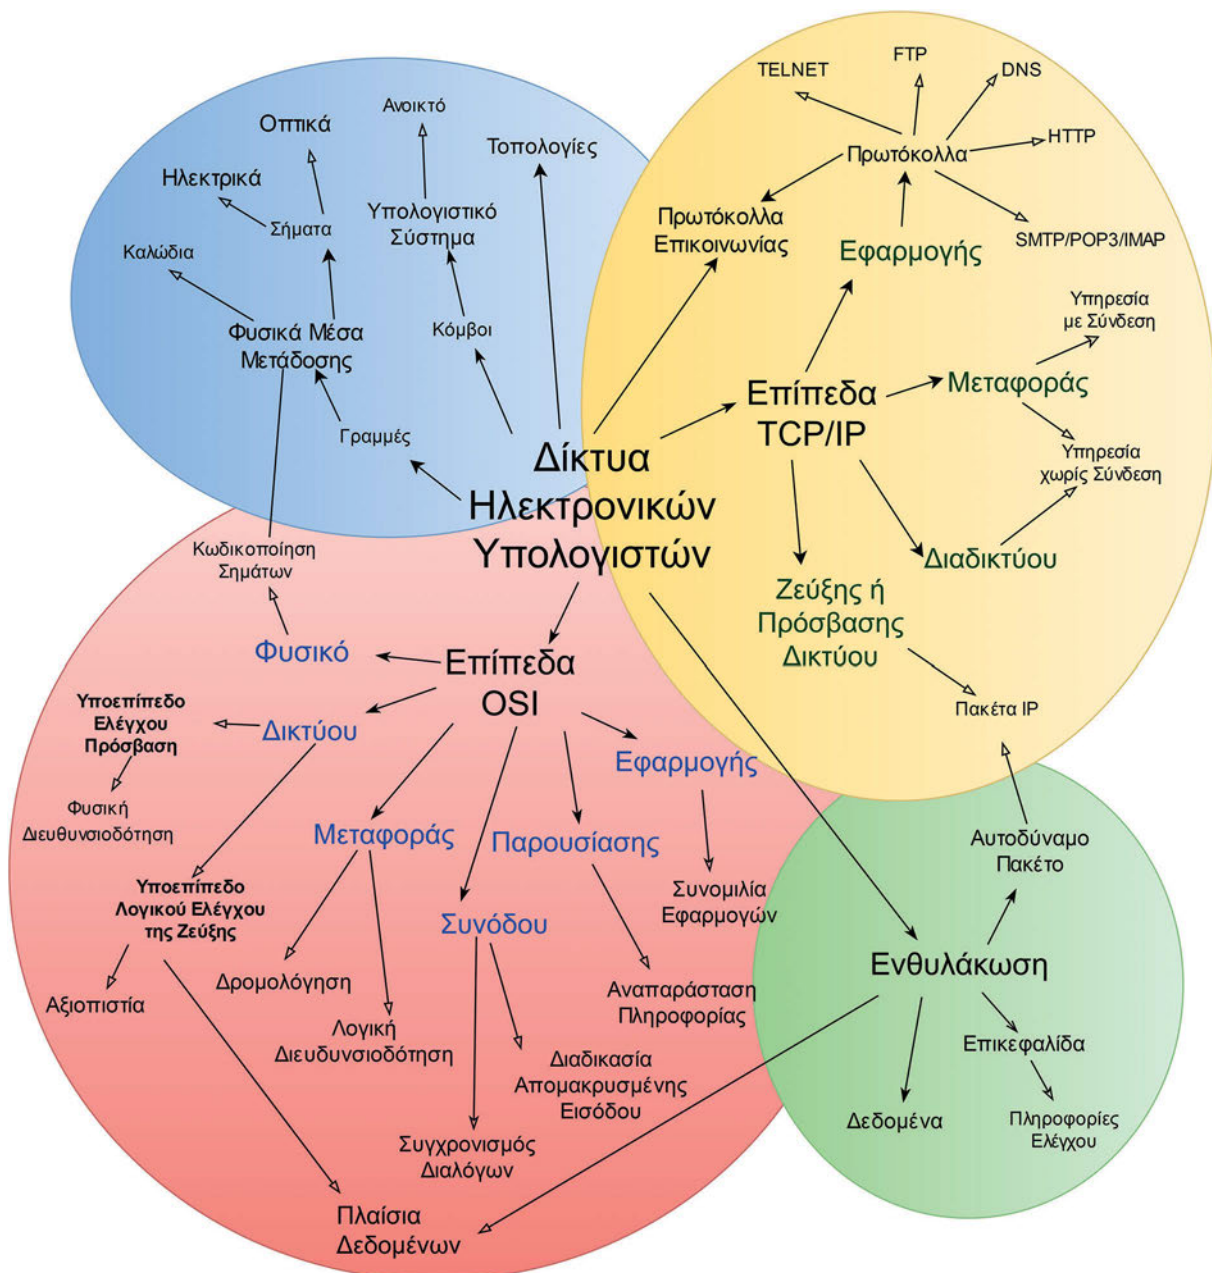 FTP
TELNET
DNS
Πρωτόκολλα
HTTP
SMTP/POP3/IMAP
Ανοικτό
Οπτικά
Τοπολογίες
Ηλεκτρικά
Υπολογιστικό
Σύστημα
Σήματα
Καλώδια
Φυσικά Μέσα
Μετάδοσης
Κόμβοι
Γραμμές
Πρωτόκολλα
Επικοινωνίας
Εφαρμογής
Υπηρεσία
με Σύνδεση
Μεταφοράς
Επίπεδα
TCP/IP
Υπηρεσία
χωρίς Σύνδεση
Δίκτυα
Ηλεκτρονικών
Υπολογιστών
Διαδικτύου
Ζεύξης ή
Πρόσβασης
Δικτύου
Πακέτα IP
Κωδικοποίηση
Σημάτων
Φυσικό
Επίπεδα
OSI
Υποεπίπεδο
Ελέγχου
Πρόσβαση
Δικτύου
Εφαρμογής
Φυσική
Διευθυνσιοδότηση
Μεταφοράς
Παρουσίασης
Υποεπίπεδο
Λογικού Ελέγχου
της Ζεύξης
Συνόδου
Συνομιλία
Εφαρμογών
Αξιοπιστία
Δρομολόγηση
Αναπαράσταση
Πληροφορίας
Λογική
Διευδυνσιοδότηση
Διαδικασία
Απομακρυσμένης
Εισόδου
Συγχρονισμός
Διαλόγων
Πλαίσια
Δεδομένων
Αυτοδύναμο
Πακέτο
Ενθυλάκωση
Επικεφαλίδα
Δεδομένα
Πληροφορίες
Ελέγχου